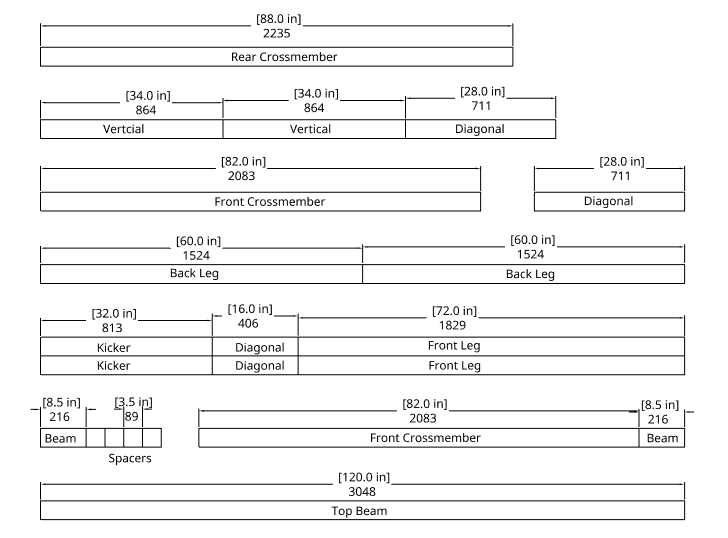 [88.0 in]
2235
Rear Crossmember
[34.0 in] [34.0 in] [28.0 in]
864 864 711
Vertcial Vertical Diagonal
[82.0 in] [28.0 in]
2083 711
Front Crossmember Diagonal
[60.0 in] [60.0 in]
1524 1524
Back Leg Back Leg
[32.0 in] [16.0 in] [72.0 in]
813 406 1829
Kicker Diagonal Front Leg
Kicker Diagonal Front Leg
[8.5 in] [3.5 in] [82.0 in] [8.5 in]
216 89 2083 216
Beam Front Crossmember Beam
Spacers
[120.0 in]
3048
Top Beam